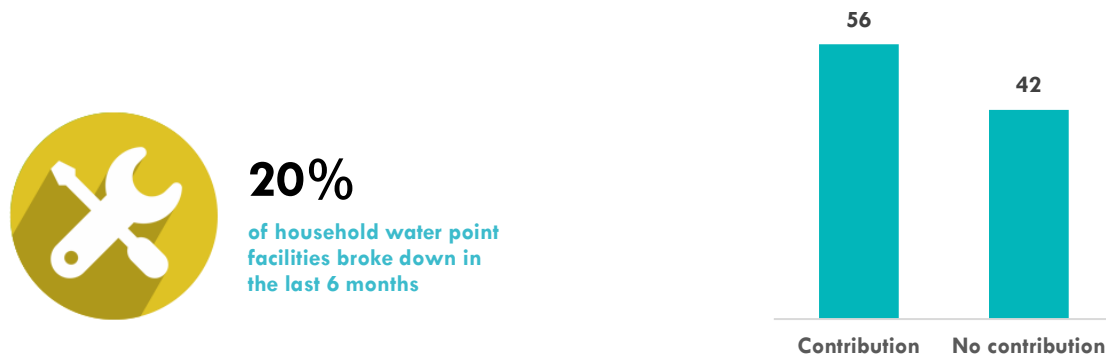 20%
of household water point
facilities broke down in
the last 6 months
56
42
Contribution
No contribution